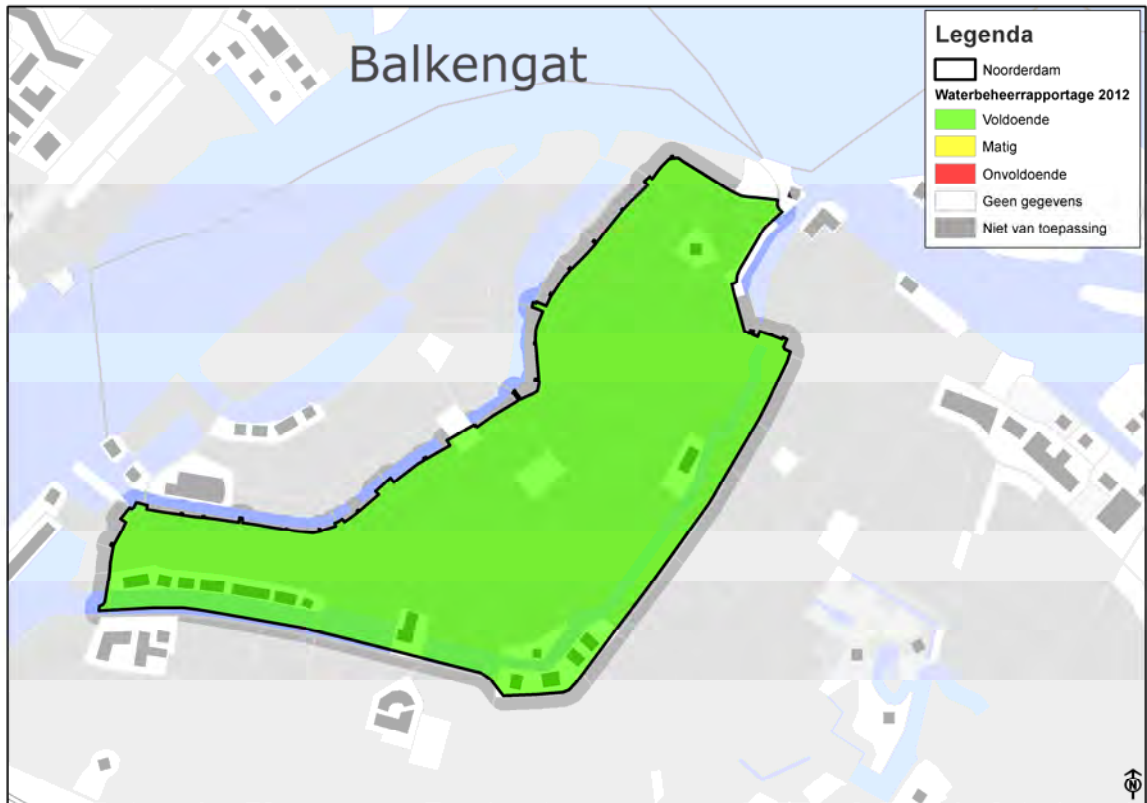 Balkengat
Legenda
Noorderdam
Waterbeheerrapportage 2012
Voldoende
Matig
Onvoldoende
Geen gegevens
Niet van toepassing
N